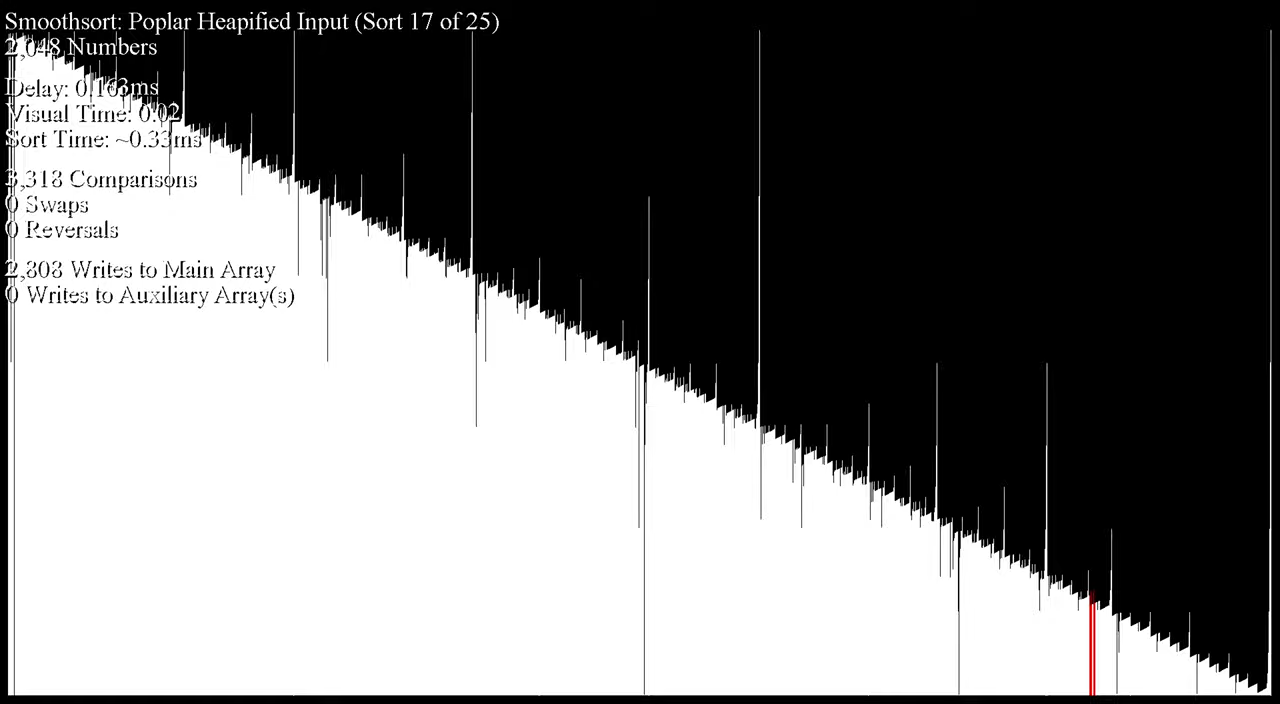 Smoothsort: Poplar Heapified Input (Sort 17 of 25)
2,048 Numbers
Delay: 0.163ms
Visual Time: 0:02
Sort Time: ~0.33ms
3,318 Comparisons
0 Swaps
0 Reversals
2,808 Writes to Main Array
0 Writes to Auxiliary Array(s)